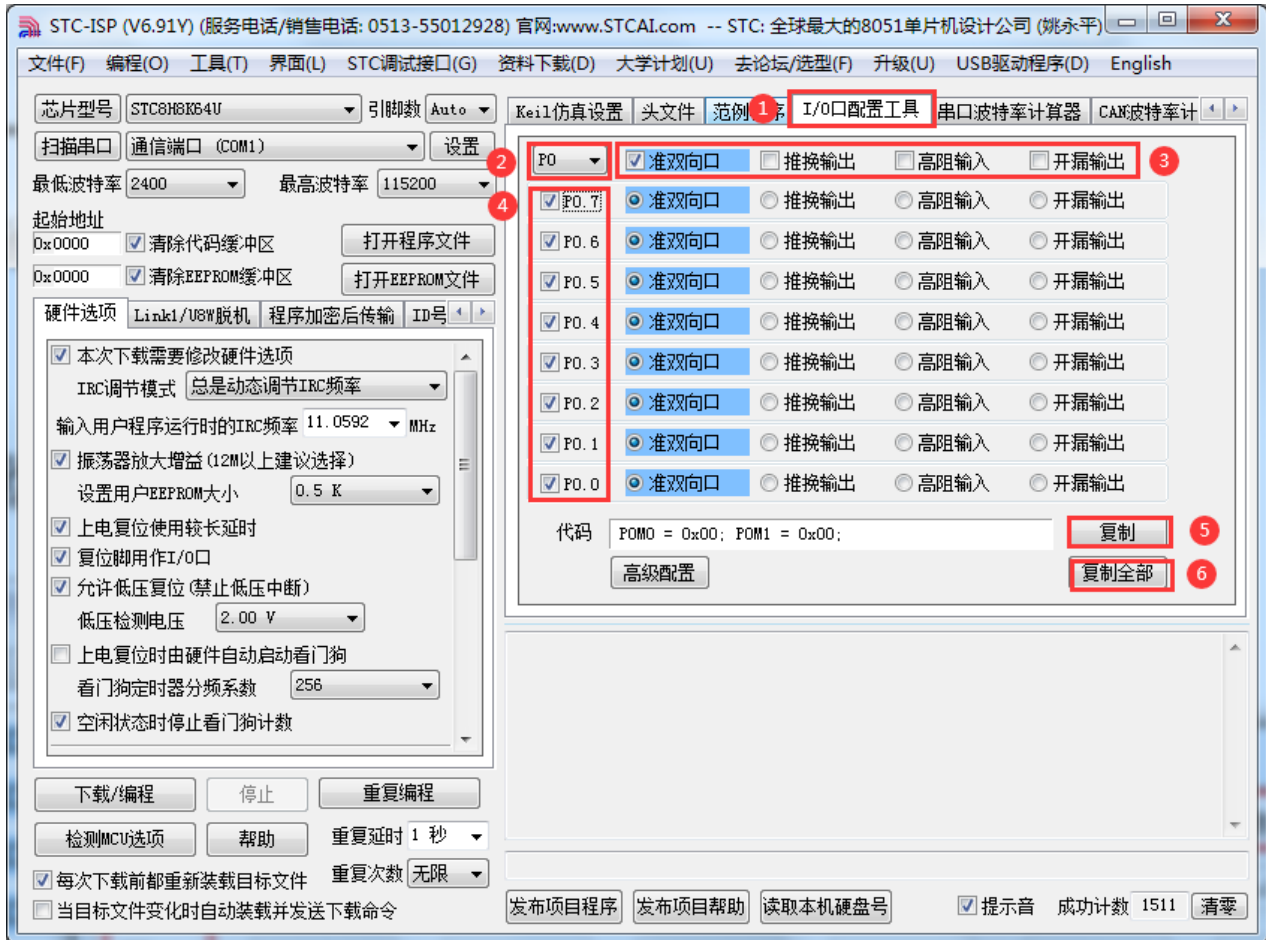 STC-ISP (V6.91Y) (服务电话/销售电话: 0513-55012928) 官网:www.STCAI.com -- STC: 全球最大的8051单片机设计公司 (姚永平)
文件(F) 编程(O) 工具(T) 界面(L) STC调试接口(G) 资料下载(D) 大学计划(U) 去论坛/选型(F) 升级(U) USB驱动程序(D) English
芯片型号 STC8H8K64U 引脚数 Auto
扫描串口 通信端口 (COM1) 设置
最低波特率 2400 最高波特率 115200
起始地址
0x0000 清除代码缓冲区 打开程序文件
0x0000 清除EEPROM缓冲区 打开EEPROM文件
硬件选项 Link1/U8W脱机 程序加密后传输 ID号
本次下载需要修改硬件选项
IRC调节模式 总是动态调节IRC频率
输入用户程序运行时的IRC频率 11.0592 MHz
振荡器放大增益(12M以上建议选择)
设置用户EEPROM大小 0.5 K
上电复位使用较长延时
复位脚用作I/O口
允许低压复位(禁止低压中断)
低压检测电压 2.00 V
上电复位时由硬件自动启动看门狗
看门狗定时器分频系数 256
空闲状态时停止看门狗计数
下载/编程 停止 重复编程
检测MCU选项 帮助 重复延时 1 秒
每次下载前都重新装载目标文件 重复次数 无限
当目标文件变化时自动装载并发送下载命令
Keil仿真设置 头文件 范例 1 序 I/O口配置工具 串口波特率计算器 CAN波特率计
2 P0 准双向口 推挽输出 高阻输入 开漏输出 3
4 P0.7 准双向口 推挽输出 高阻输入 开漏输出
P0.6 准双向口 推挽输出 高阻输入 开漏输出
P0.5 准双向口 推挽输出 高阻输入 开漏输出
P0.4 准双向口 推挽输出 高阻输入 开漏输出
P0.3 准双向口 推挽输出 高阻输入 开漏输出
P0.2 准双向口 推挽输出 高阻输入 开漏输出
P0.1 准双向口 推挽输出 高阻输入 开漏输出
P0.0 准双向口 推挽输出 高阻输入 开漏输出
代码 P0M0 = 0x00; P0M1 = 0x00; 复制 5
高级配置 复制全部 6
发布项目程序 发布项目帮助 读取本机硬盘号 提示音 成功计数 1511 清零